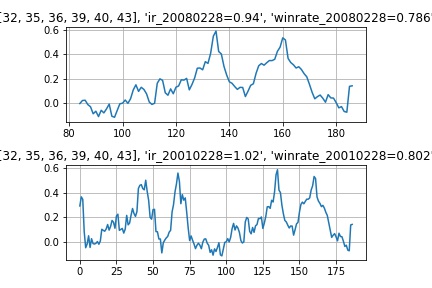 [32, 35, 36, 39, 40, 43], 'ir_20080228=0.94', 'winrate_20080228=0.786'
0.6
0.4
0.2
0.0
80 100 120 140 160 180
[32, 35, 36, 39, 40, 43], 'ir_20010228=1.02', 'winrate_20010228=0.802'
0.6
0.4
0.2
0.0
0 25 50 75 100 125 150 175